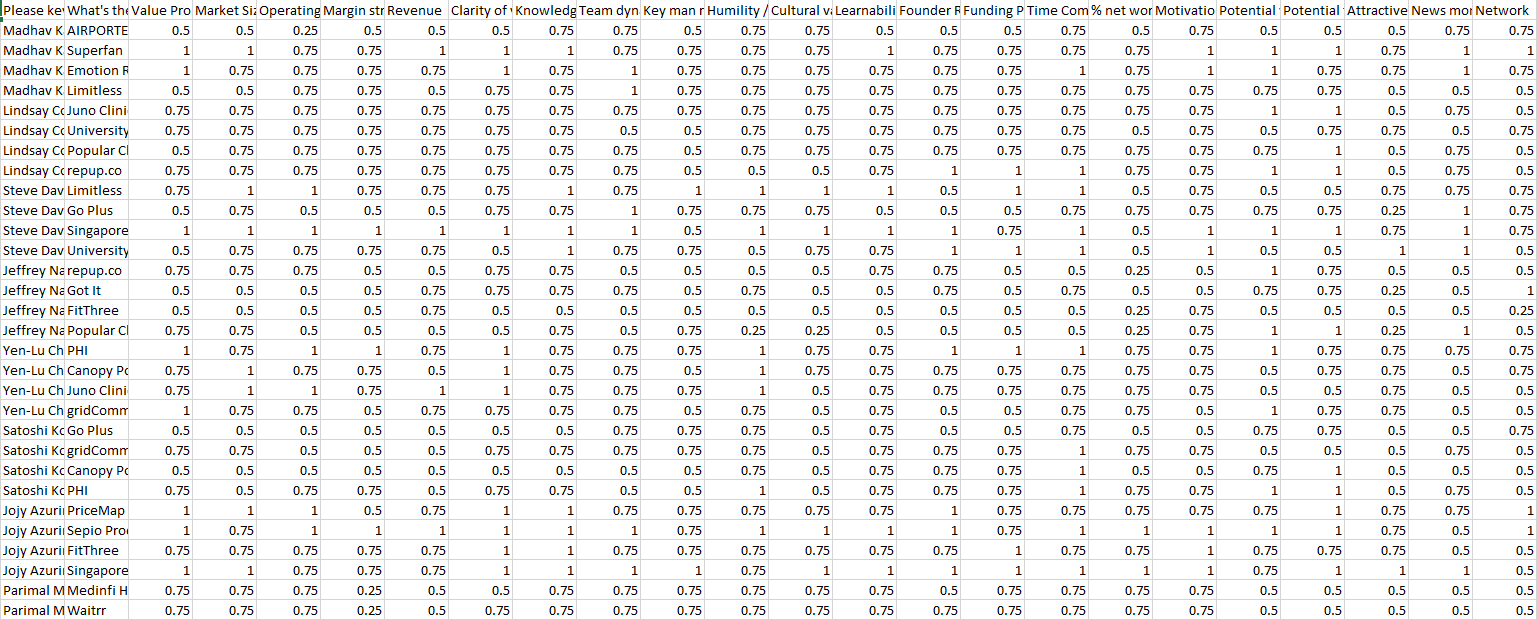 Please key What's the Value Pro Market Siz Operating Margin str Revenue Clarity of v Knowledg Team dyn Key man r Humility / Cultural va Learnabili Founder R Funding P Time Com % net wor Motivatio Potential Potential Attractive News mor Network
Madhav K AIRPORTE 0.5 0.5 0.25 0.5 0.5 0.5 0.75 0.75 0.5 0.75 0.75 0.5 0.5 0.5 0.75 0.5 0.75 0.5 0.5 0.5 0.75 0.75
Madhav K Superfan 1 1 0.75 0.75 1 1 1 0.75 0.75 0.75 0.75 1 0.75 0.75 0.75 0.75 1 1 1 0.75 1 1
Madhav K Emotion R 1 0.75 0.75 0.75 0.75 1 0.75 1 0.75 0.75 0.75 0.75 0.75 0.75 1 0.75 1 1 0.75 0.75 1 0.75
Madhav K Limitless 0.5 0.5 0.75 0.75 0.5 0.75 0.75 1 0.75 0.75 0.75 0.75 0.75 0.75 0.75 0.75 0.75 0.75 0.75 0.5 0.5 0.5
Lindsay Co Juno Clini 0.75 0.75 0.75 0.75 0.75 0.75 0.75 0.75 0.75 0.75 0.75 0.75 0.75 0.75 0.75 0.75 0.75 1 1 0.5 0.75 0.5
Lindsay Co University 0.75 0.75 0.75 0.75 0.75 0.75 0.75 0.5 0.5 0.75 0.75 0.75 0.75 0.75 0.75 0.5 0.75 0.5 0.75 0.75 0.5 0.75
Lindsay Co Popular Cl 0.5 0.75 0.75 0.75 0.75 0.75 0.75 0.75 0.5 0.75 0.5 0.75 0.75 0.75 0.75 0.75 0.75 0.75 1 0.5 0.75 0.5
Lindsay Co repup.co 0.75 0.75 0.75 0.75 0.75 0.75 0.75 0.75 0.5 0.5 0.5 0.75 1 1 1 0.75 0.75 1 1 0.5 0.75 0.5
Steve Dav Limitless 0.75 1 1 0.75 0.75 0.75 1 0.75 1 1 1 1 0.5 1 1 0.5 0.75 0.5 0.5 0.75 0.75 0.75
Steve Dav Go Plus 0.5 0.75 0.5 0.5 0.5 0.75 0.75 1 0.75 0.75 0.75 0.5 0.5 0.5 0.75 0.75 0.75 0.75 0.75 0.25 1 0.75
Steve Dav Singapore 1 1 1 1 1 1 1 1 0.5 1 1 1 1 0.75 1 0.5 1 1 1 0.75 1 0.75
Steve Dav University 0.5 0.75 0.75 0.75 0.75 0.5 1 0.75 0.75 0.5 0.75 0.75 1 1 1 0.5 1 0.5 0.5 1 1 0.5
Jeffrey Na repup.co 0.75 0.75 0.75 0.5 0.5 0.75 0.75 0.5 0.5 0.5 0.5 0.75 0.75 0.5 0.5 0.25 0.5 1 0.75 0.5 0.5 0.5
Jeffrey Na Got It 0.5 0.5 0.5 0.5 0.75 0.75 0.75 0.5 0.5 0.75 0.75 0.5 0.75 0.5 0.5 0.5 0.5 0.75 0.75 0.25 0.5 1
Jeffrey Na FitThree 0.5 0.5 0.5 0.5 0.75 0.5 0.5 0.5 0.5 0.5 0.5 0.5 0.5 0.5 0.5 0.25 0.75 0.5 0.5 0.5 0.5 0.25
Jeffrey Na Popular Cl 0.75 0.75 0.5 0.5 0.5 0.5 0.75 0.5 0.75 0.25 0.25 0.5 0.5 0.5 0.5 0.25 0.75 1 1 0.25 1 0.5
Yen-Lu Ch PHI 1 0.75 1 1 0.75 1 0.75 0.75 0.75 1 0.75 0.75 1 1 1 0.75 0.75 1 0.75 0.75 0.75 0.75
Yen-Lu Ch Canopy Po 0.75 1 0.75 0.75 0.5 1 0.75 0.75 0.5 1 0.75 0.75 0.75 0.75 0.75 0.75 0.5 1 0.75 0.5 1 0.75
Yen-Lu Ch Juno Clini 0.75 1 1 0.75 1 1 0.75 0.75 0.75 1 0.5 0.75 0.75 0.75 0.75 0.75 0.75 0.5 0.5 0.75 0.5 0.5
Yen-Lu Ch gridComm 1 0.75 0.75 0.5 0.75 0.75 0.75 0.75 0.5 0.75 0.5 0.5 0.5 0.75 0.75 0.75 0.5 1 0.75 0.75 0.5 0.5
Satoshi Ko Go Plus 0.5 0.5 0.5 0.5 0.5 0.5 0.75 0.75 0.75 0.75 0.5 0.75 0.5 0.5 0.75 0.5 0.5 0.75 0.75 0.5 0.5 0.75
Satoshi Ko gridComm 0.75 0.75 0.5 0.5 0.5 0.75 0.75 0.75 0.5 0.75 0.5 0.75 0.75 0.75 1 0.75 0.75 0.5 0.5 0.5 0.75 0.5
Satoshi Ko Canopy Po 0.5 0.5 0.5 0.75 0.5 0.5 0.5 0.5 0.5 0.75 0.5 0.75 0.75 0.75 1 0.5 0.5 0.75 1 0.5 0.5 0.5
Satoshi Ko PHI 0.75 0.5 0.75 0.75 0.5 0.75 0.75 0.5 0.5 1 0.5 0.75 0.75 0.75 1 0.75 0.75 1 1 0.5 0.75 0.5
Jojy Azuri PriceMap 1 1 1 0.5 0.75 1 1 0.75 0.75 0.75 0.75 0.75 1 0.75 0.75 0.75 0.75 0.75 1 0.75 0.75 1
Jojy Azuri Sepio Pro 1 0.75 1 1 1 1 1 1 0.75 1 1 1 1 0.75 1 1 1 1 1 0.75 0.5 1
Jojy Azuri FitThree 0.75 0.75 0.75 0.75 0.75 1 1 0.75 0.75 0.75 0.75 0.75 0.75 1 0.75 0.75 1 0.75 0.75 0.75 0.5 0.5
Jojy Azuri Singapore 1 1 0.75 0.75 0.75 1 1 1 1 0.75 1 1 1 1 1 1 1 0.75 1 1 1 0.5
Parimal M Medinfi H 0.75 0.75 0.75 0.25 0.5 0.5 0.75 0.75 0.75 0.75 0.75 0.75 0.5 0.75 0.75 0.75 0.75 0.5 0.5 0.5 0.5 0.5
Parimal M Waitrr 0.75 0.75 0.75 0.25 0.5 0.75 0.75 0.75 0.75 0.75 0.75 0.75 0.75 0.75 0.75 0.75 0.75 0.5 0.5 0.5 0.5 0.5